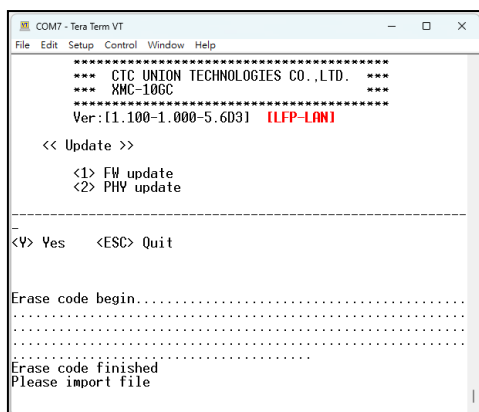 COM7 - Tera Term VT
File Edit Setup Control Window Help
*****************************************
*** CTC UNION TECHNOLOGIES CO.,LTD. ***
*** XMC-10GC ***
*****************************************
Ver:[1.100-1.000-5.6D3] [LFP-LAN]
<< Update >>
<1> FW update
<2> PHY update
-----------------------------------------------------------
_
<Y> Yes <ESC> Quit
Erase code begin...........................................
...........................................................
...........................................................
...........................................................
.......................................
Erase code finished
Please import file